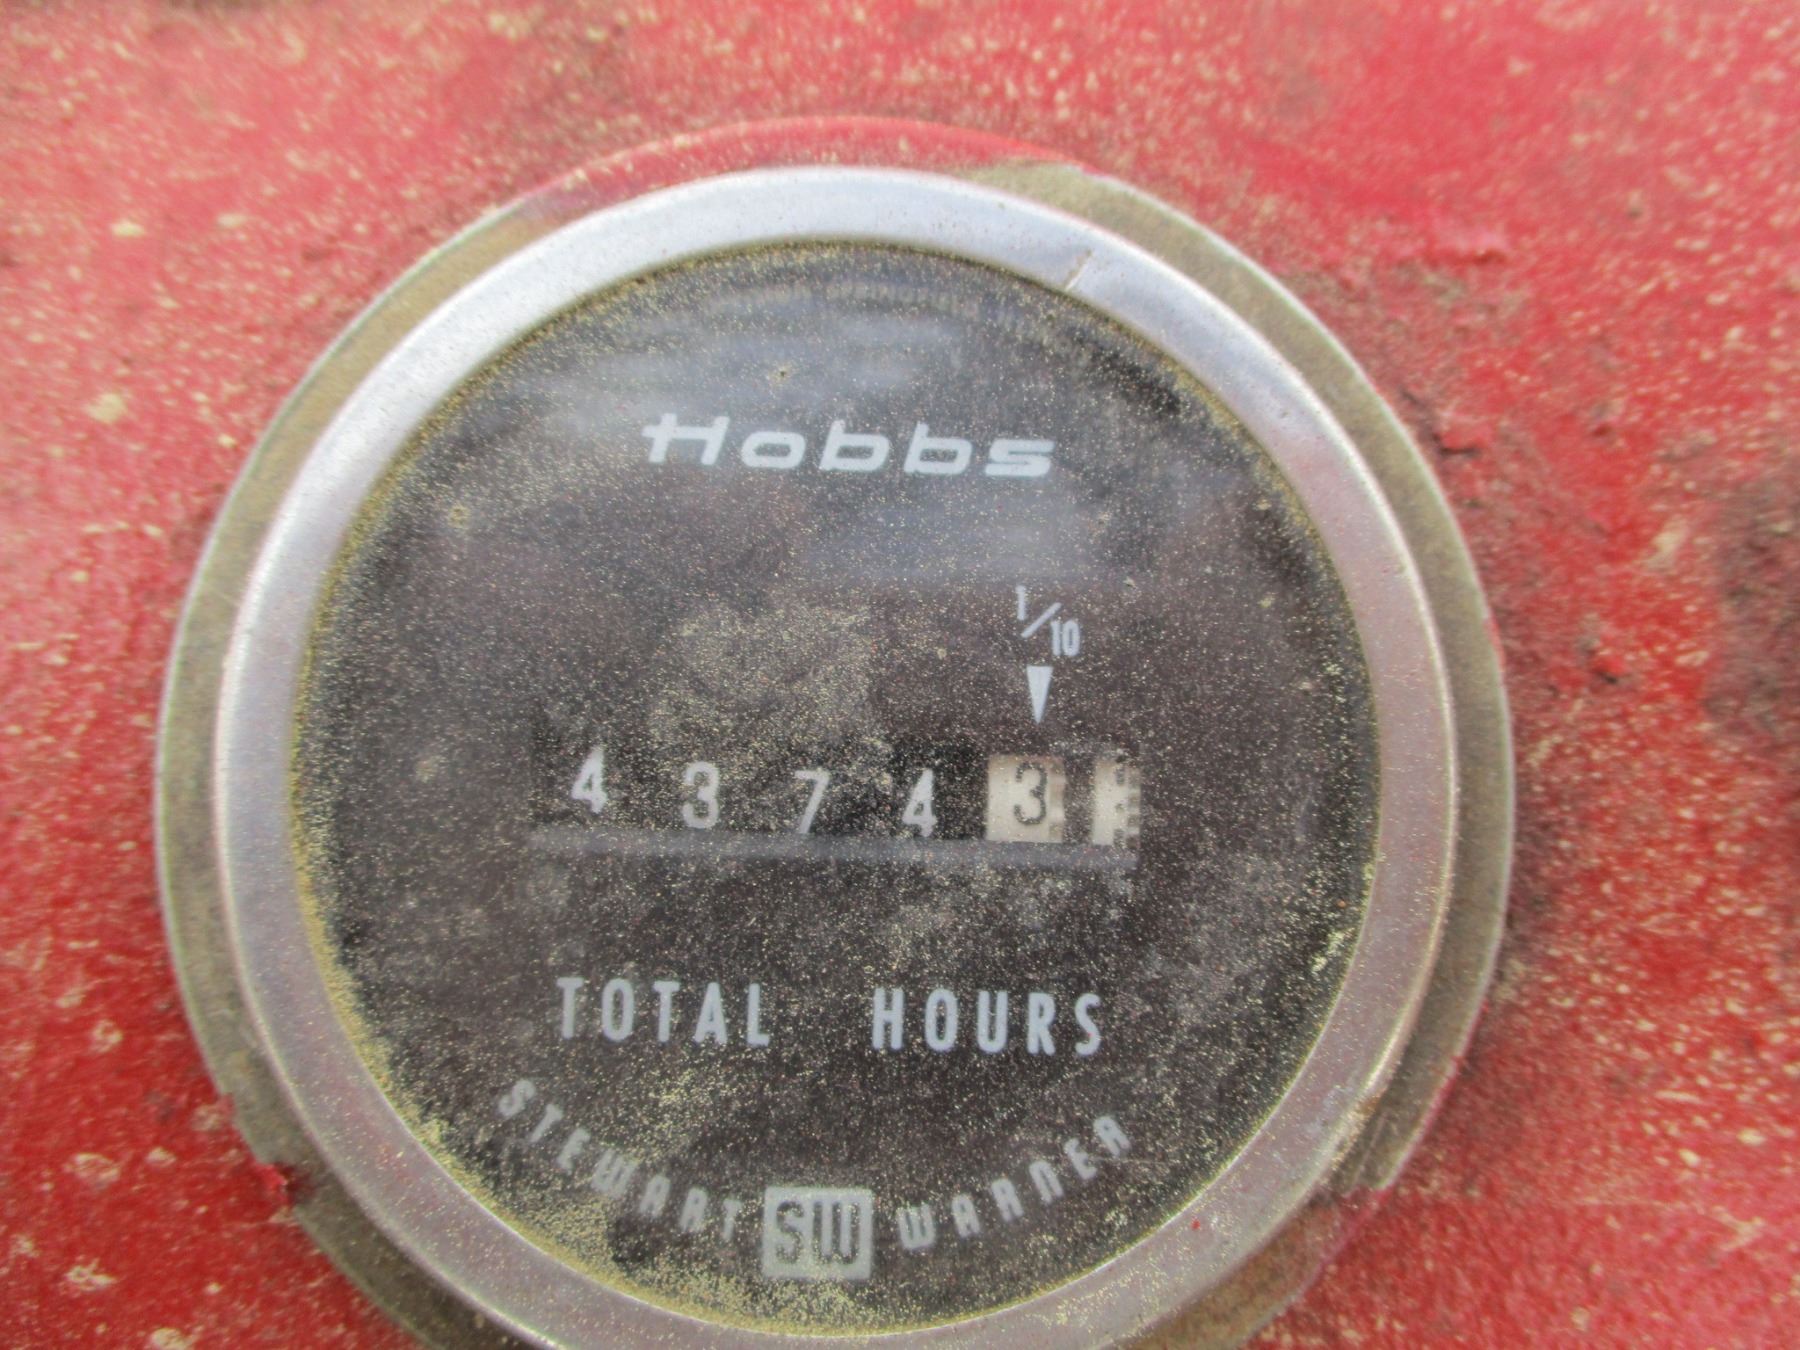 Hobbs
1/10
4 3 7 4 3
TOTAL HOURS
STEWART SW WARNER